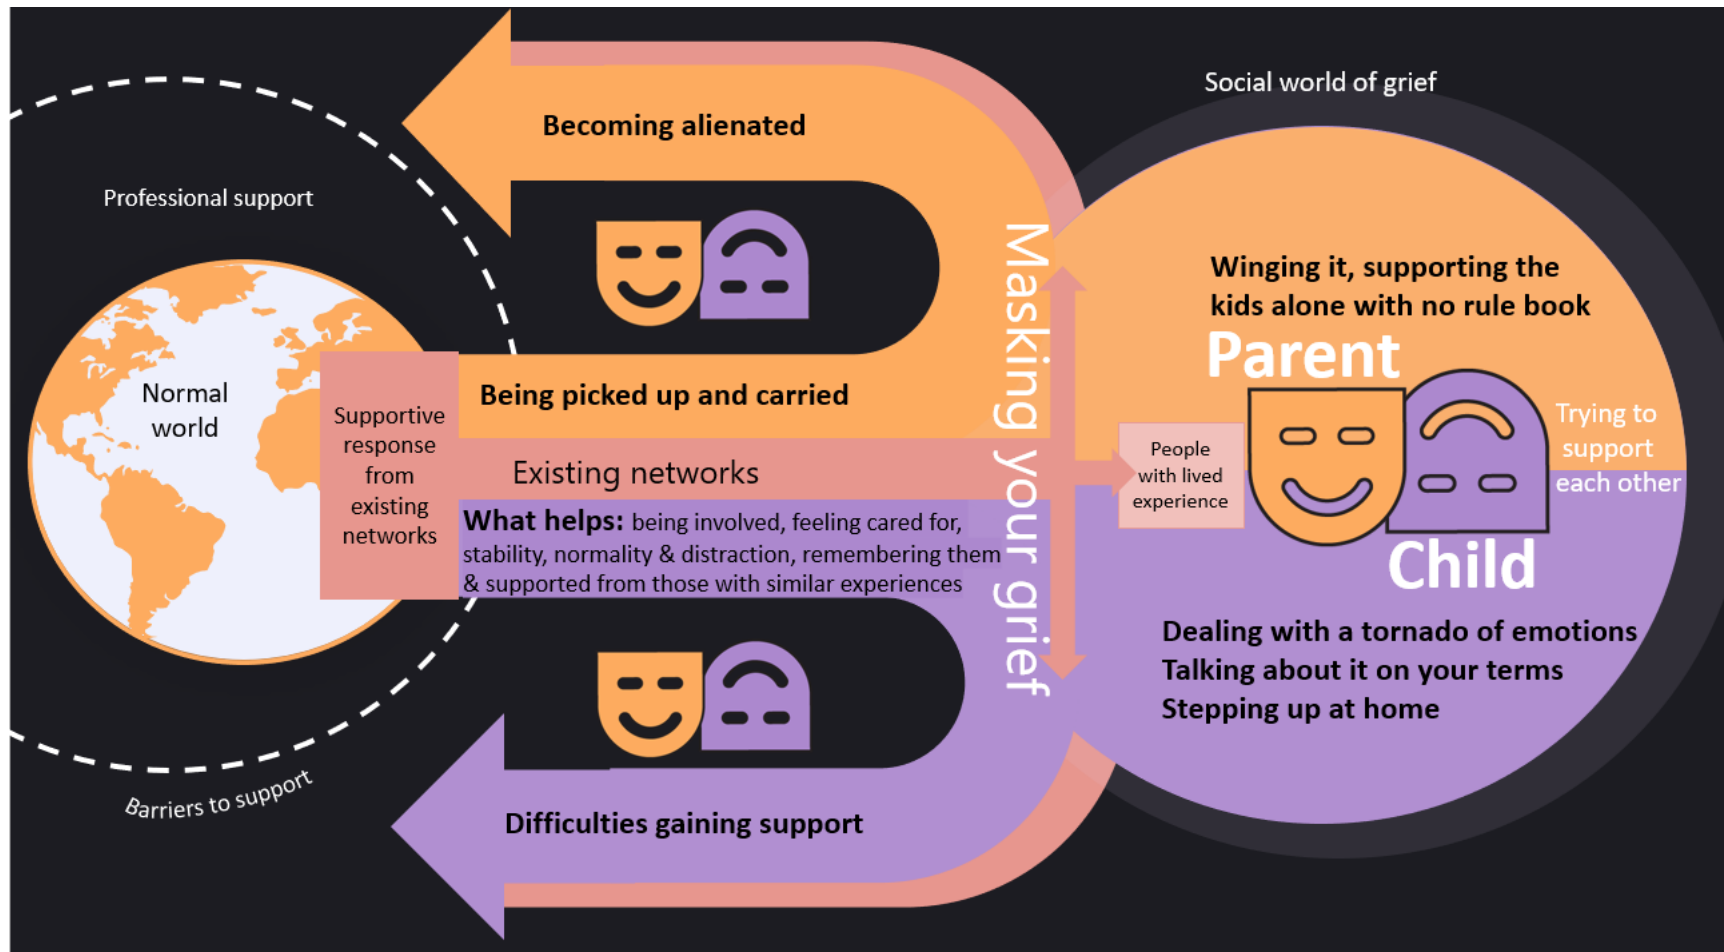 Social world of grief
Becoming alienated
Professional support
Normal
world
Supportive
response
from
existing
networks
Being picked up and carried
Existing networks
What helps: being involved, feeling cared for,
stability, normality & distraction, remembering them
& supported from those with similar experiences
Masking your grief
Winging it, supporting the
kids alone with no rule book
Parent
People
with lived
experience
Trying to
support
each other
Child
Dealing with a tornado of emotions
Talking about it on your terms
Stepping up at home
Barriers to support
Difficulties gaining support